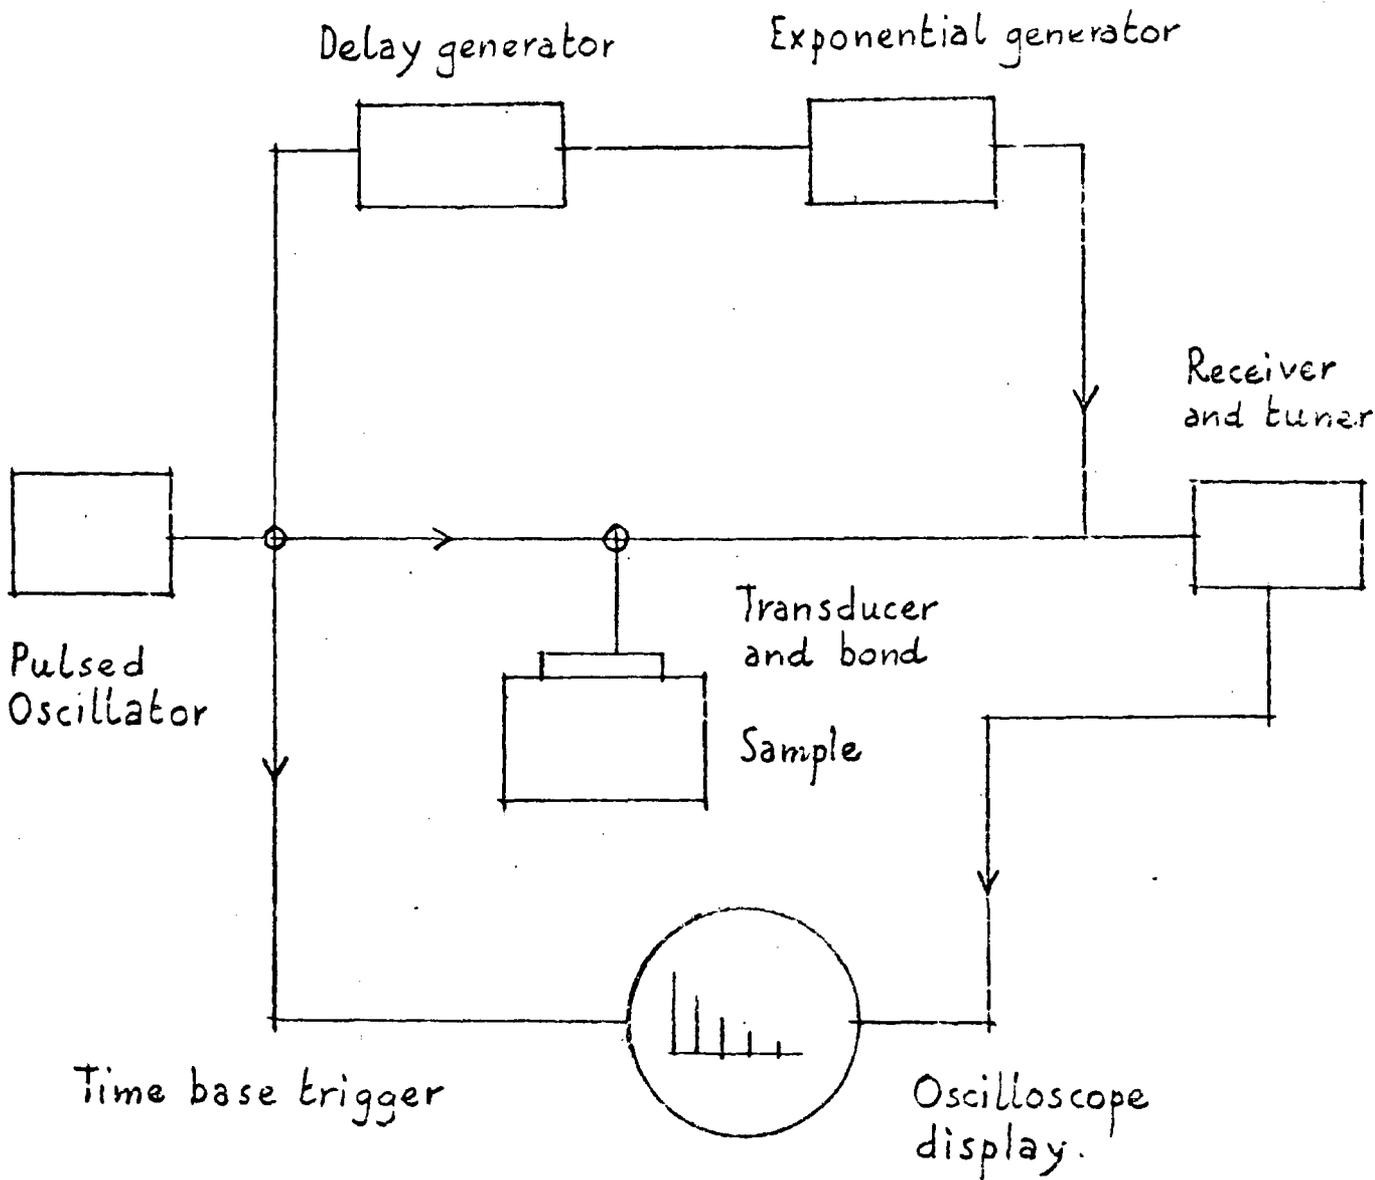 Delay generator
Exponential generator
Receiver
and tuner
Pulsed
Oscillator
Transducer
and bond
Sample
Time base trigger
Oscilloscope
display.